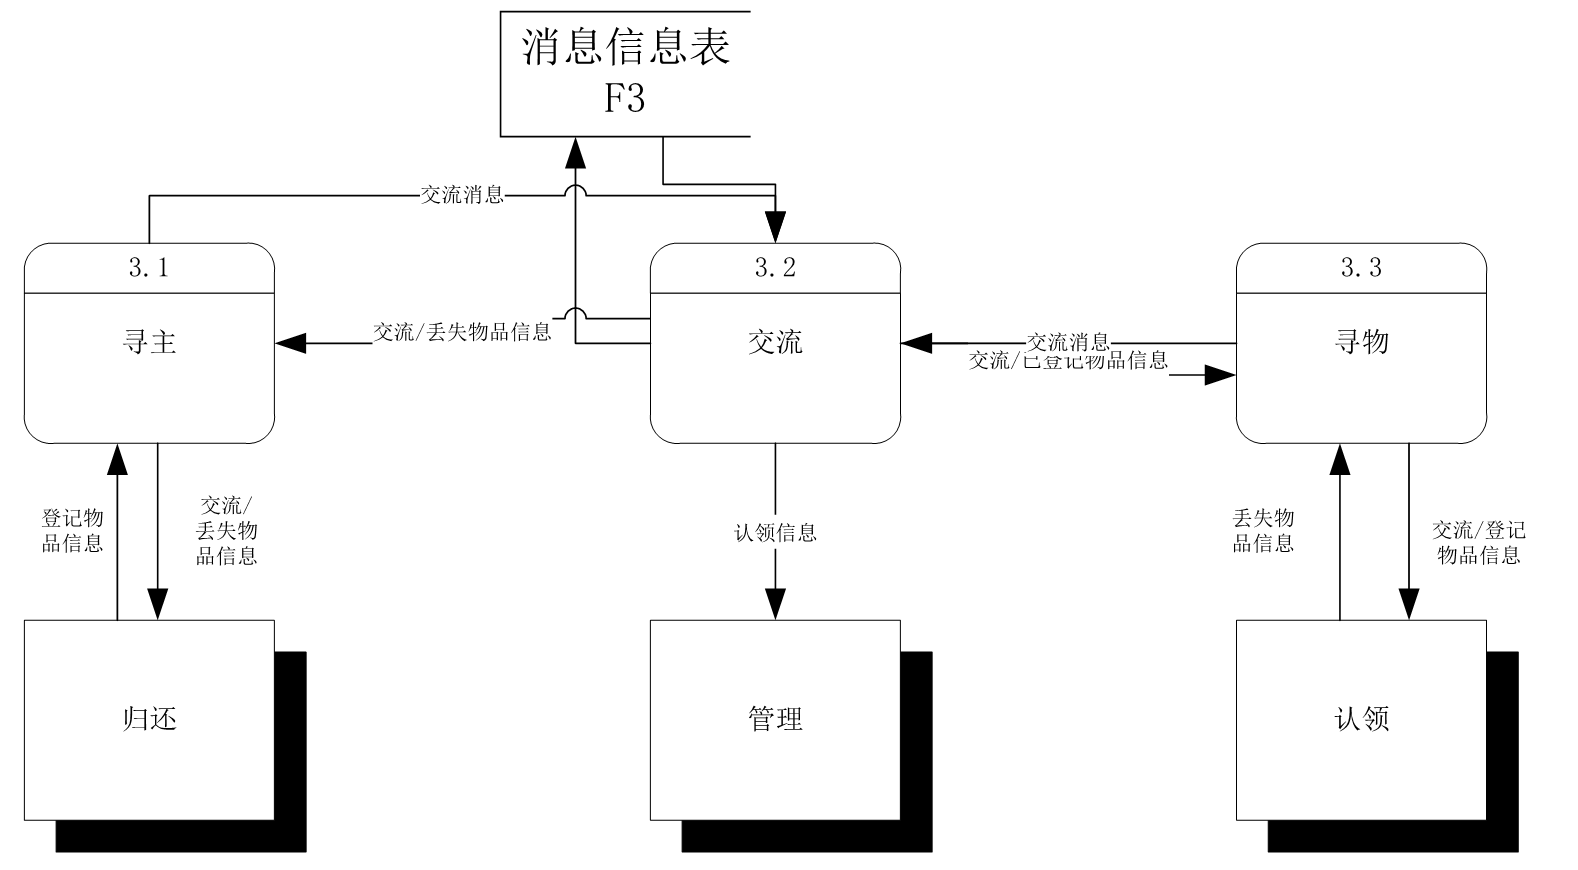 消息信息表
F3
交流消息
3.1
3.2
3.3
寻主
交流/丢失物品信息
交流
交流消息
交流/已登记物品信息
寻物
登记物
品信息
交流/
丢失物
品信息
认领信息
丢失物
品信息
交流/登记
物品信息
归还
管理
认领